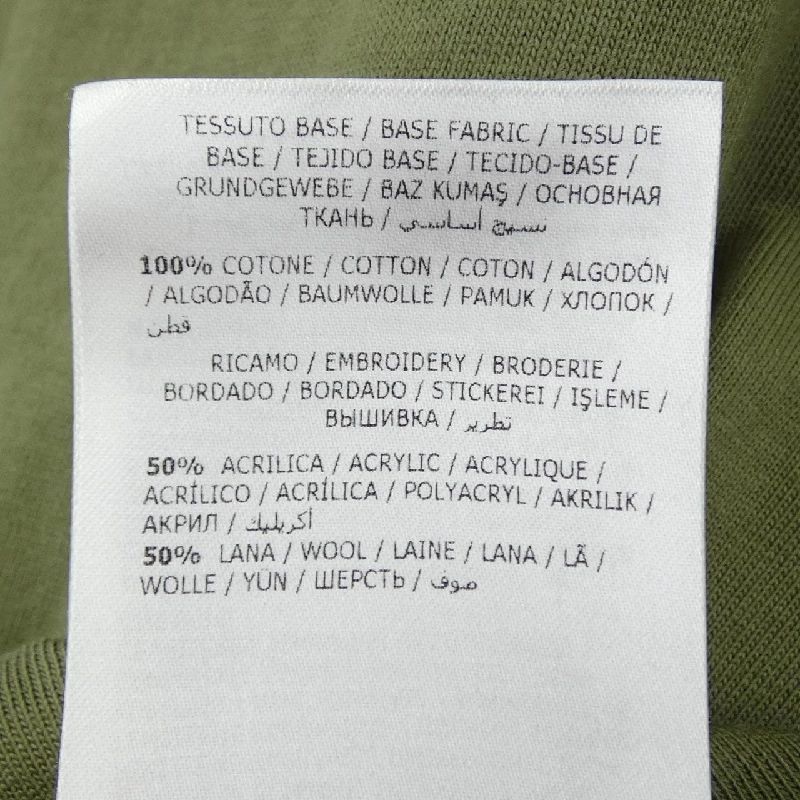 TESSUTO BASE / BASE FABRIC / TISSU DE
BASE / TEJIDO BASE / TECIDO-BASE /
GRUNDGEWEBE / BAZ KUMAŞ / ОСНОВНАЯ
ТКАНЬ / نسيج أساسي
100% COTONE / COTTON / COTON / ALGODÓN
/ ALGODÃO / BAUMWOLLE / PAMUK / ХЛОПОК /
قطن
RICAMO / EMBROIDERY / BRODERIE /
BORDADO / BORDADO / STICKEREI / IŞLEME /
ВЫШИВКА / تطريز
50% ACRILICA / ACRYLIC / ACRYLIQUE /
ACRÍLICO / ACRÍLICA / POLYACRYL / AKRILIK /
АКРИЛ / أكريليك
50% LANA / WOOL / LAINE / LANA / LÃ /
WOLLE / YÜN / ШЕРСТЬ / صوف